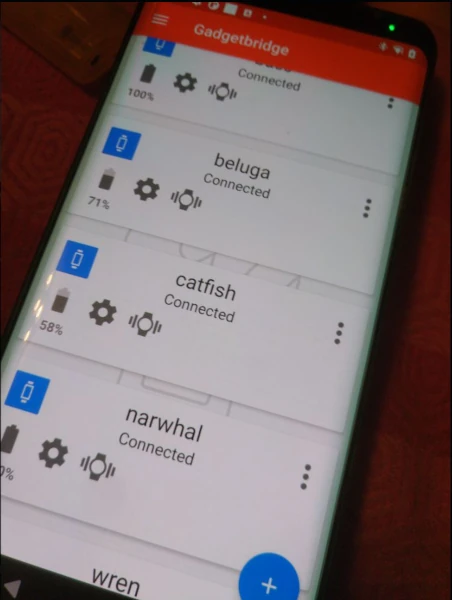 Gadgetbridge
Connected
100%
beluga
Connected
71%
catfish
Connected
58%
narwhal
Connected
wren